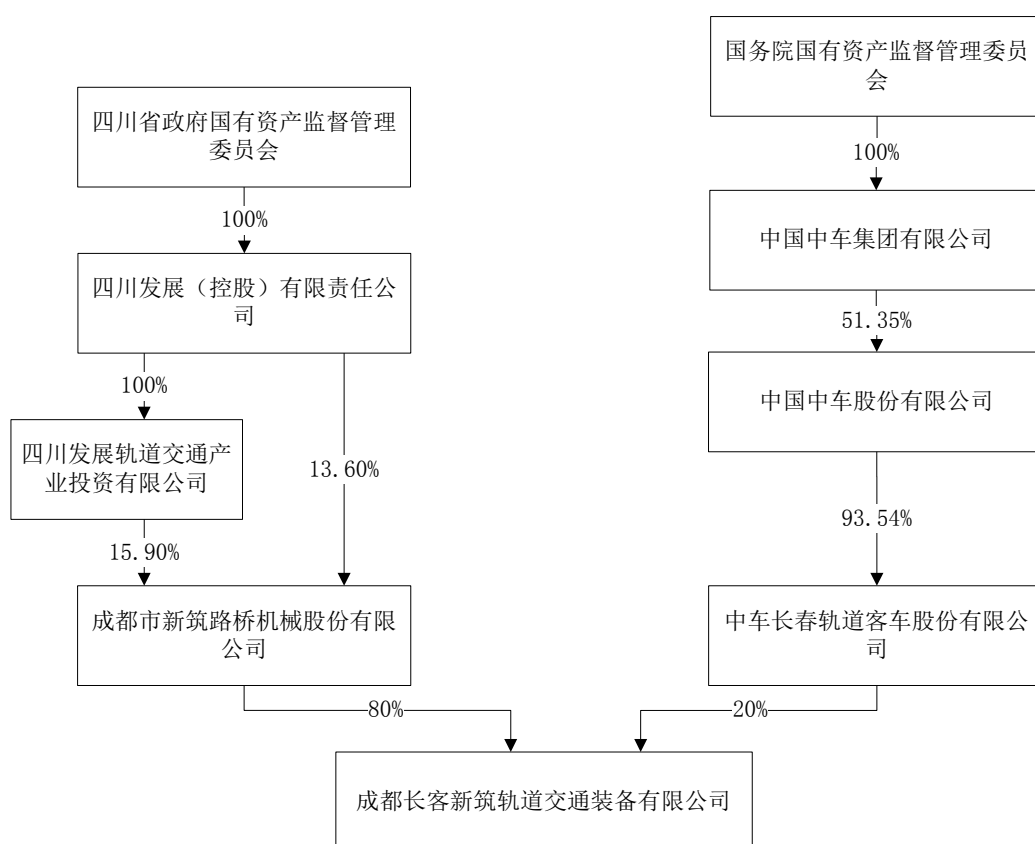 国务院国有资产监督管理委员
会
四川省政府国有资产监督管理
委员会
100%
100%
中国中车集团有限公司
四川发展（控股）有限责任公
司
51.35%
100%
中国中车股份有限公司
四川发展轨道交通产
业投资有限公司
13.60%
93.54%
15.90%
成都市新筑路桥机械股份有限
公司
中车长春轨道客车股份有限公
司
80%
20%
成都长客新筑轨道交通装备有限公司